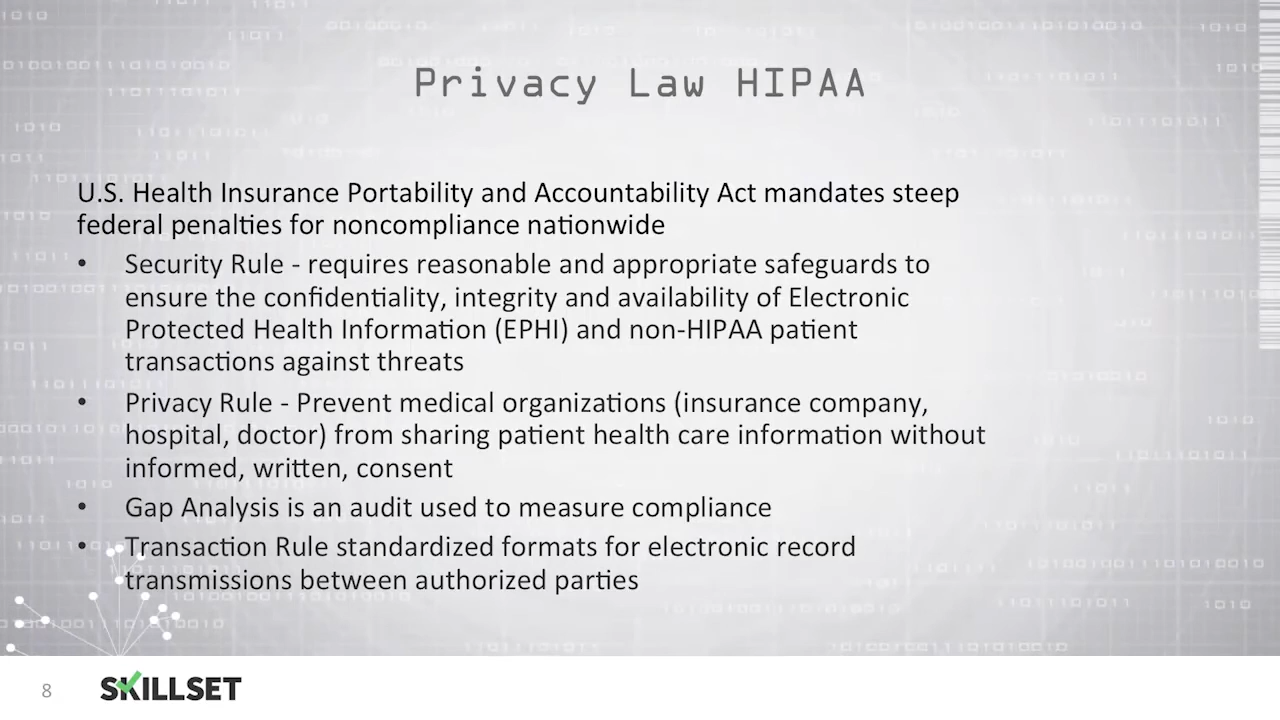 Privacy Law HIPAA
U.S. Health Insurance Portability and Accountability Act mandates steep
federal penalties for noncompliance nationwide
• Security Rule - requires reasonable and appropriate safeguards to
ensure the confidentiality, integrity and availability of Electronic
Protected Health Information (EPHI) and non-HIPAA patient
transactions against threats
• Privacy Rule - Prevent medical organizations (insurance company,
hospital, doctor) from sharing patient health care information without
informed, written, consent
• Gap Analysis is an audit used to measure compliance
• Transaction Rule standardized formats for electronic record
transmissions between authorized parties
8
SKILLSET